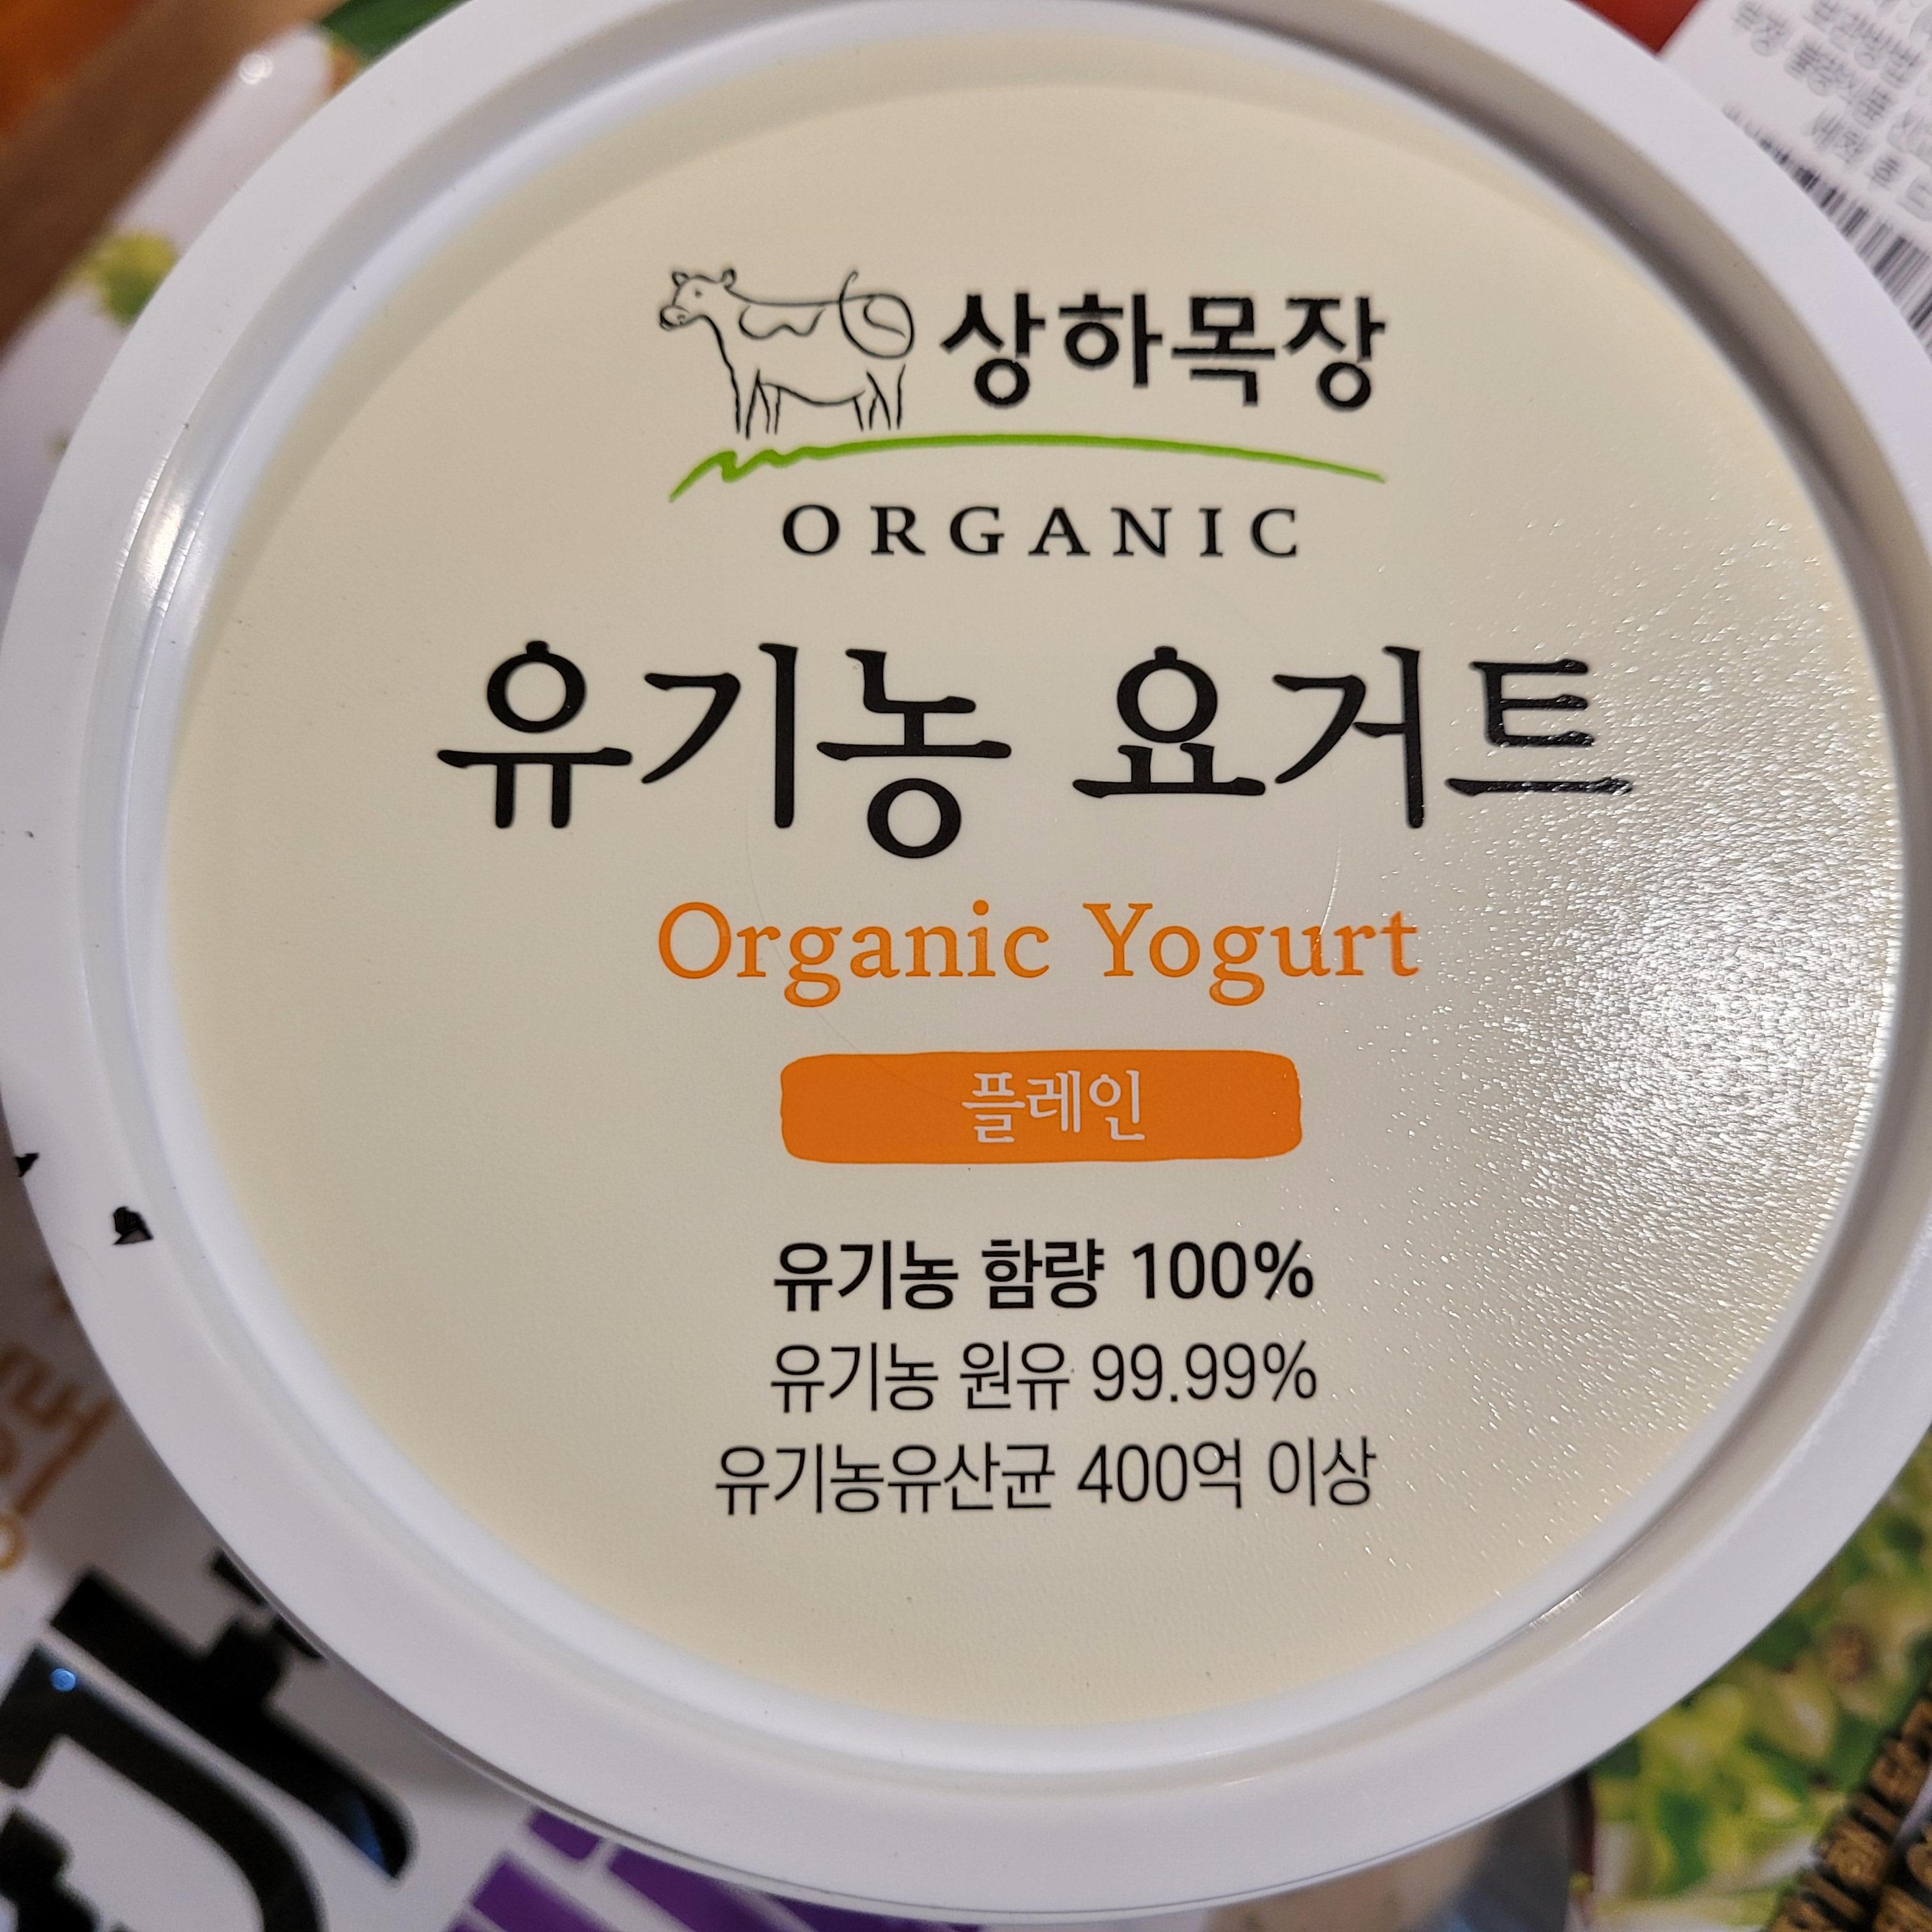 상하목장
ORGANIC
유기농 요거트
Organic Yogurt
플레인
유기농 함량 100%
유기농 원유 99.99%
유기농유산균 400억 이상